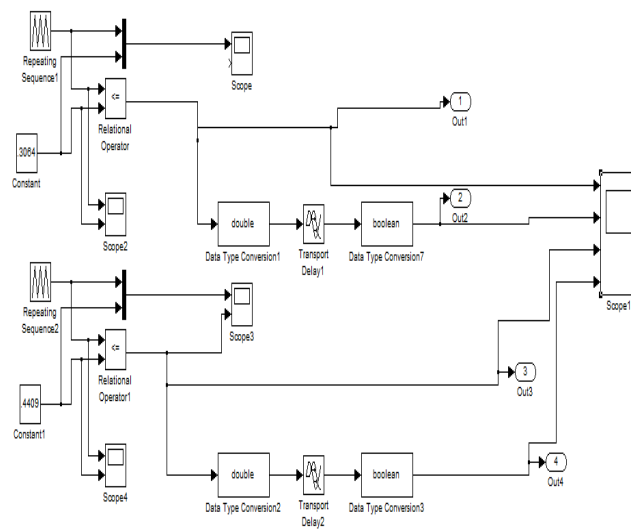 Repeating
Sequence1
Scope
<=
Relational
Operator
.3064
Constant
Scope2
1
Out1
2
Out2
double
Data Type Conversion1
Transport
Delay1
boolean
Data Type Conversion7
Scope1
Repeating
Sequence2
Scope3
<=
Relational
Operator1
.4409
Constant1
Scope4
3
Out3
double
Data Type Conversion2
Transport
Delay2
boolean
Data Type Conversion3
4
Out4